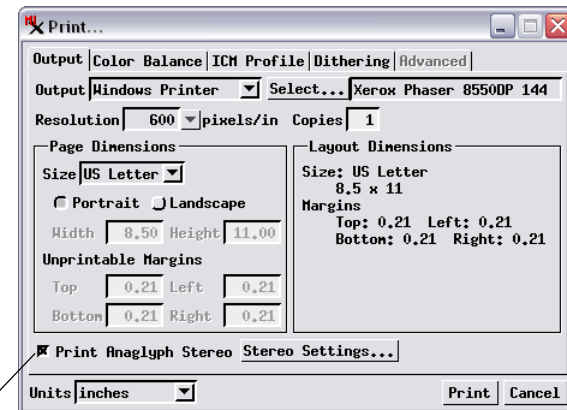 Print...
Output Color Balance ICM Profile Dithering Advanced
Output Windows Printer Select... Xerox Phaser 8550DP 144
Resolution 600 pixels/in Copies 1
Page Dimensions
Size US Letter
Portrait Landscape
Width 8.50 Height 11.00
Unprintable Margins
Top 0.21 Left 0.21
Bottom 0.21 Right 0.21
Layout Dimensions
Size: US Letter
8.5 x 11
Margins
Top: 0.21 Left: 0.21
Bottom: 0.21 Right: 0.21
Print Anaglyph Stereo Stereo Settings...
Units inches Print Cancel